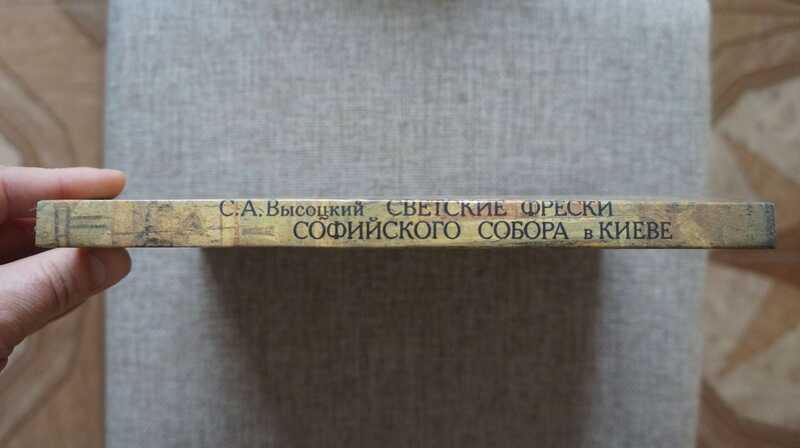 С.А. Высоцкий СВЕТСКИЕ ФРЕСКИ
СОФИЙСКОГО СОБОРА в КИЕВЕ